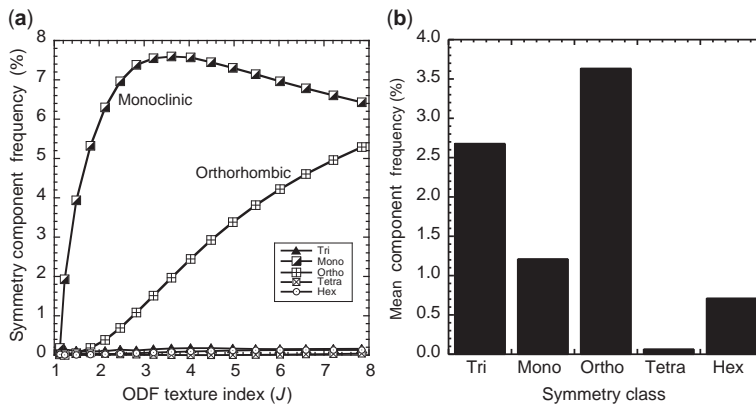 (a)
Symmetry component frequency (%)
8
7
6
5
4
3
2
1
0
Monoclinic
Orthorhombic
Tri
Mono
Ortho
Tetra
Hex
1 2 3 4 5 6 7 8
ODF texture index (J)
(b)
Mean component frequency (%)
4.0
3.5
3.0
2.5
2.0
1.5
1.0
0.5
0.0
Tri Mono Ortho Tetra Hex
Symmetry class